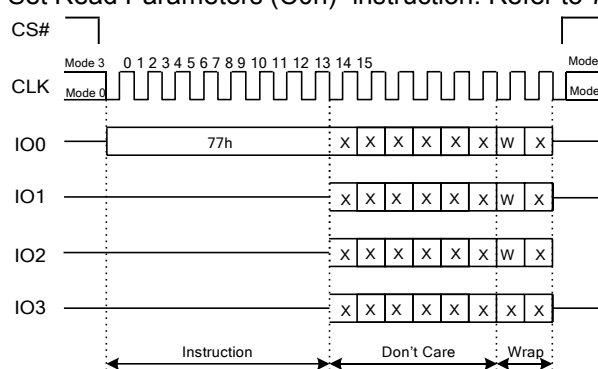 Set Read Parameters (C0h)" instruction. Refer to
CS#
Mode 3 0 1 2 3 4 5 6 7 8 9 10 11 12 13 14 15 Mode
CLK
Mode 0 Mode
IO0 77h X X X X X X W X
IO1 X X X X X X W X
IO2 X X X X X X W X
IO3 X X X X X X X X
Instruction Don't Care Wrap